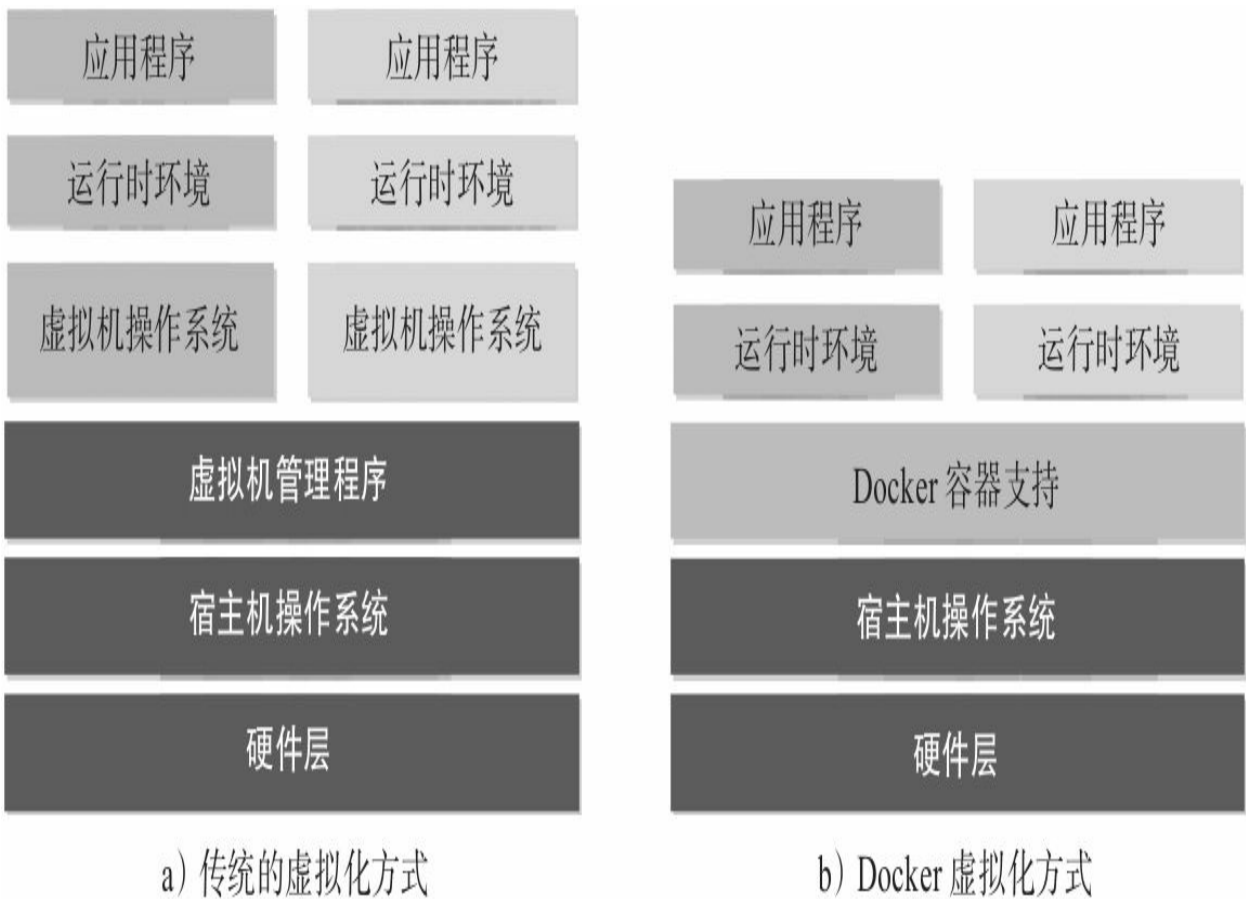 应用程序
应用程序
运行时环境
运行时环境
虚拟机操作系统
虚拟机操作系统
虚拟机管理程序
宿主机操作系统
硬件层
a）传统的虚拟化方式
应用程序
应用程序
运行时环境
运行时环境
Docker 容器支持
宿主机操作系统
硬件层
b）Docker 虚拟化方式